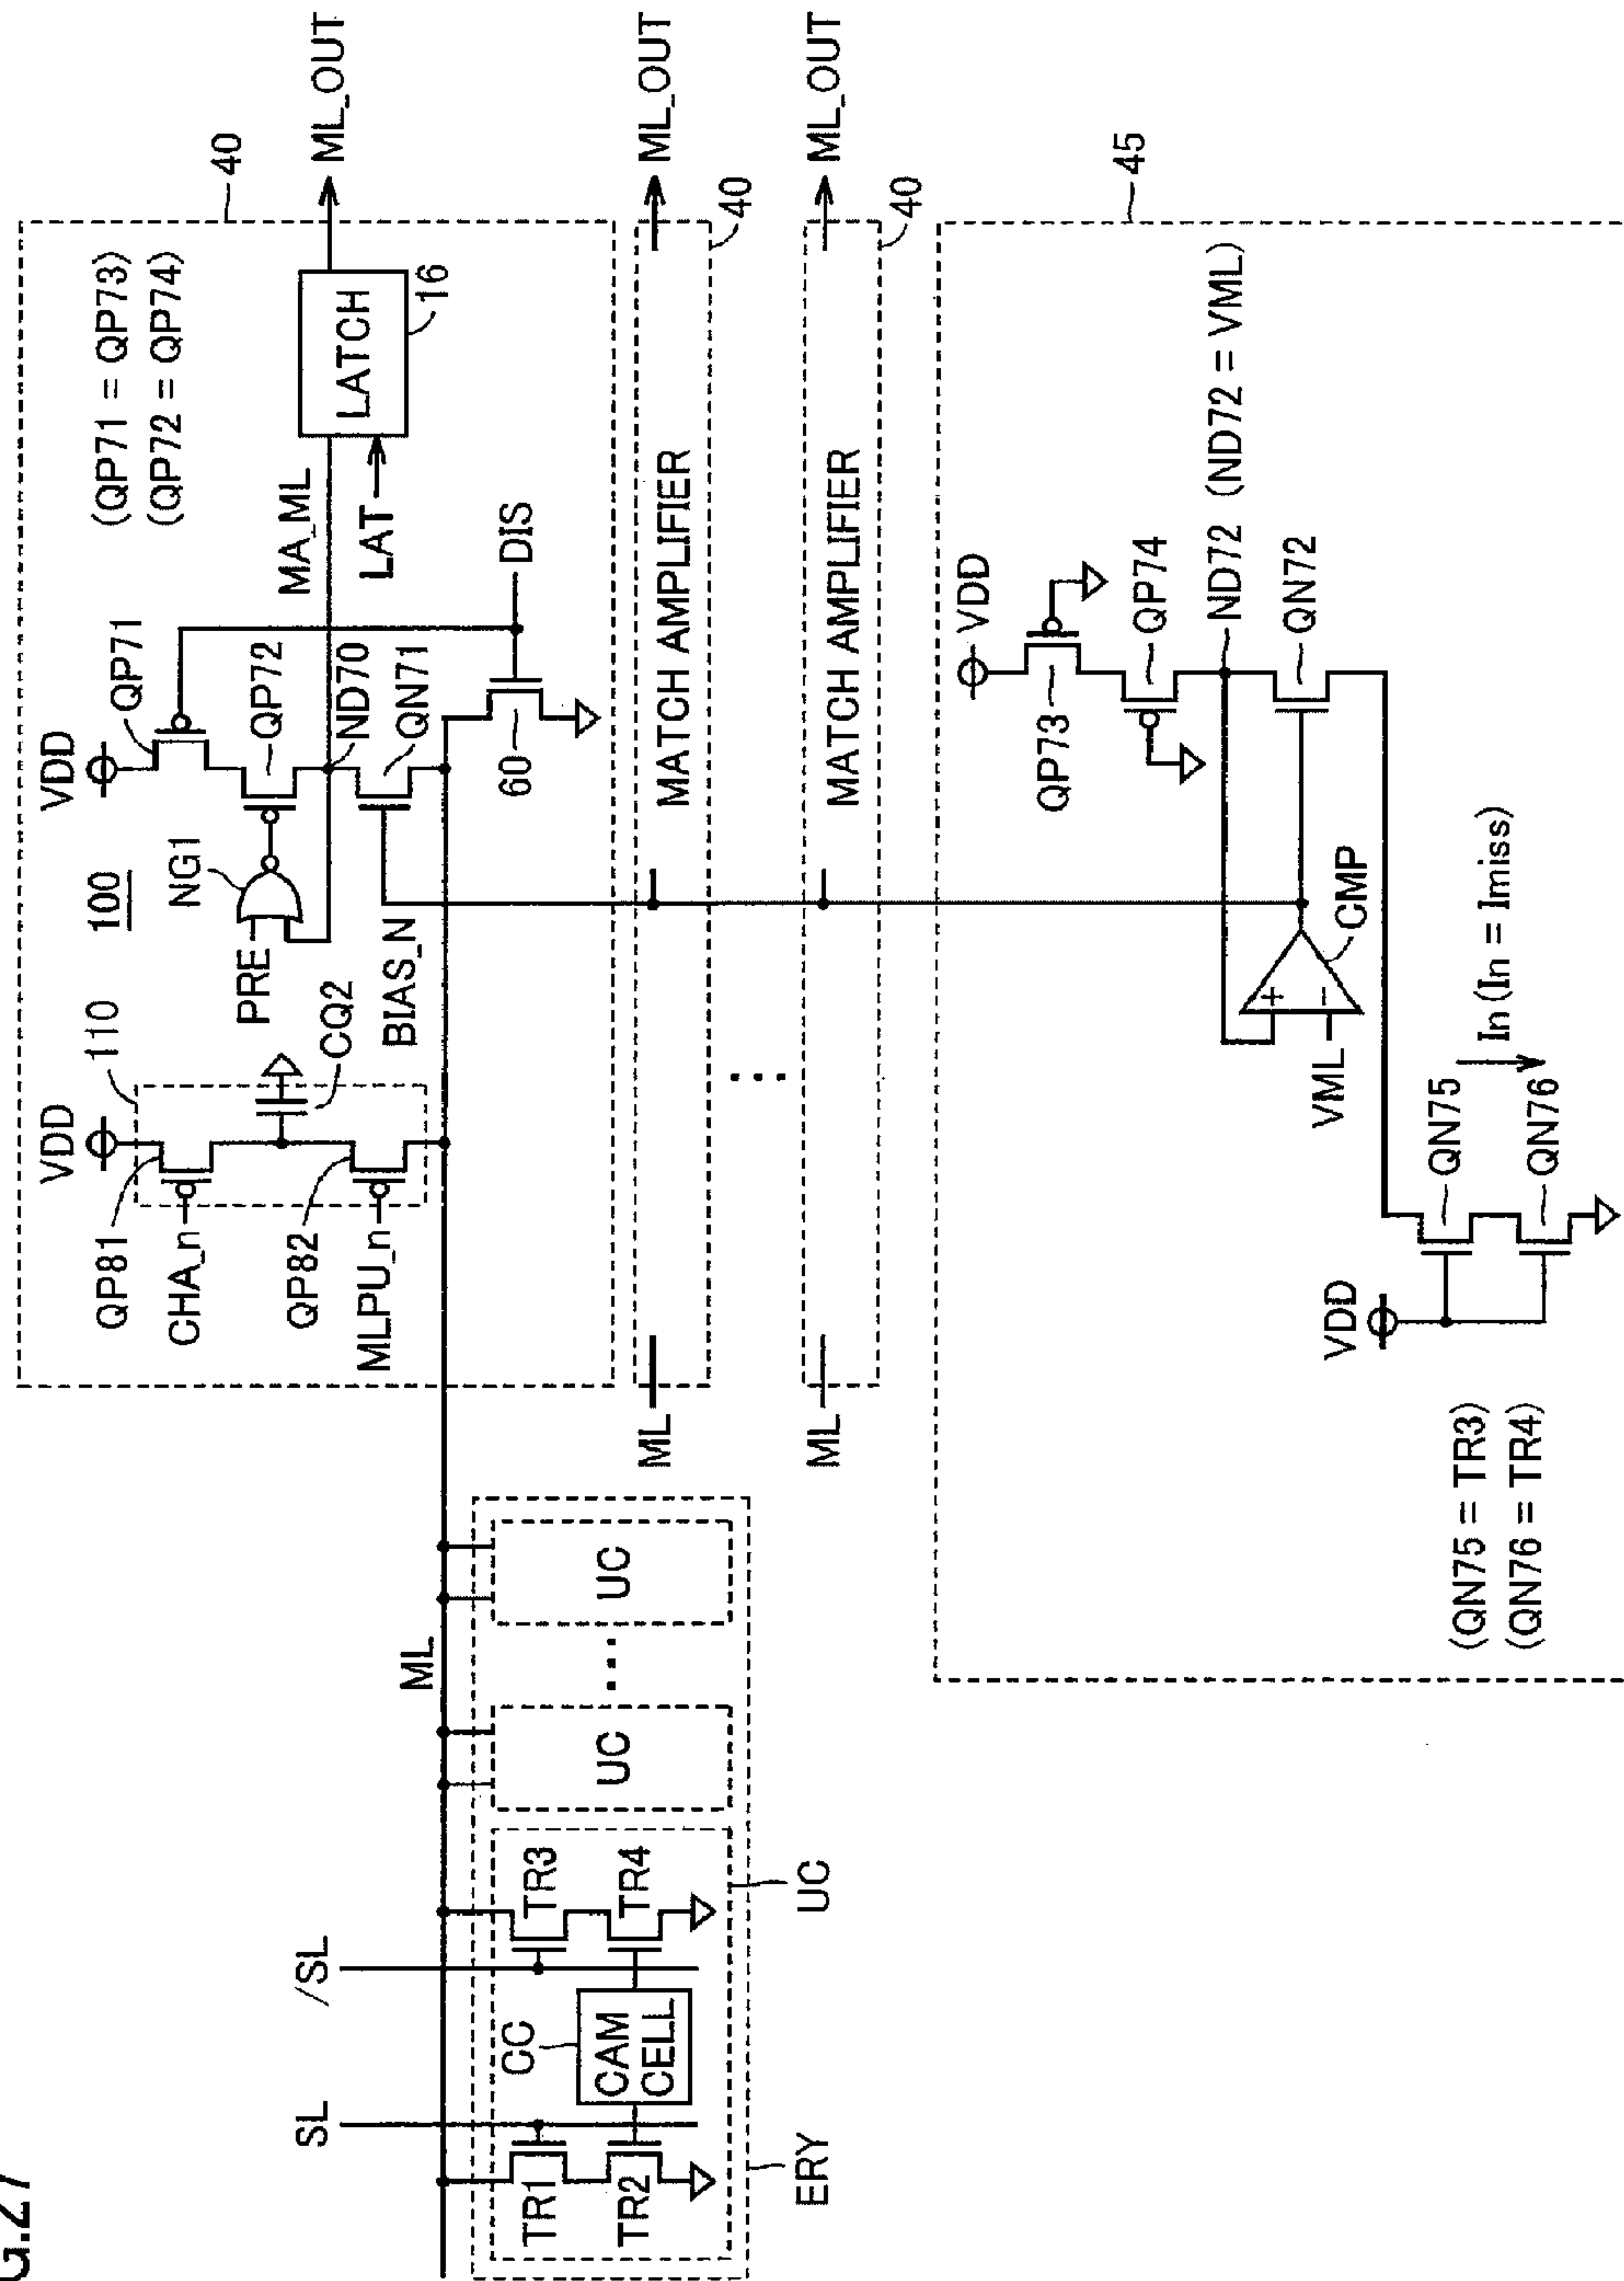 G.27
VDD
VDD
QP81
110
100
QP71
(QP71 = QP73)
(QP72 = QP74)
40
CHA_n
NG1
QP72
QP82
PRE
ND70
MA_ML
LATCH
ML_OUT
CQ2
MLPU_n
BIAS_N
QN71
LAT
16
SL
/SL
ML
60
DIS
CC
TR1
TR2
CAM
CELL
TR3
TR4
UC
...
UC
ERY
UC
ML
MATCH AMPLIFIER
ML_OUT
40
...
ML
MATCH AMPLIFIER
ML_OUT
40
45
VDD
QP73
QP74
ND72 (ND72 = VML)
QN72
VML
+
−
CMP
VDD
QN75
In (In = Imiss)
QN76
(QN75 = TR3)
(QN76 = TR4)